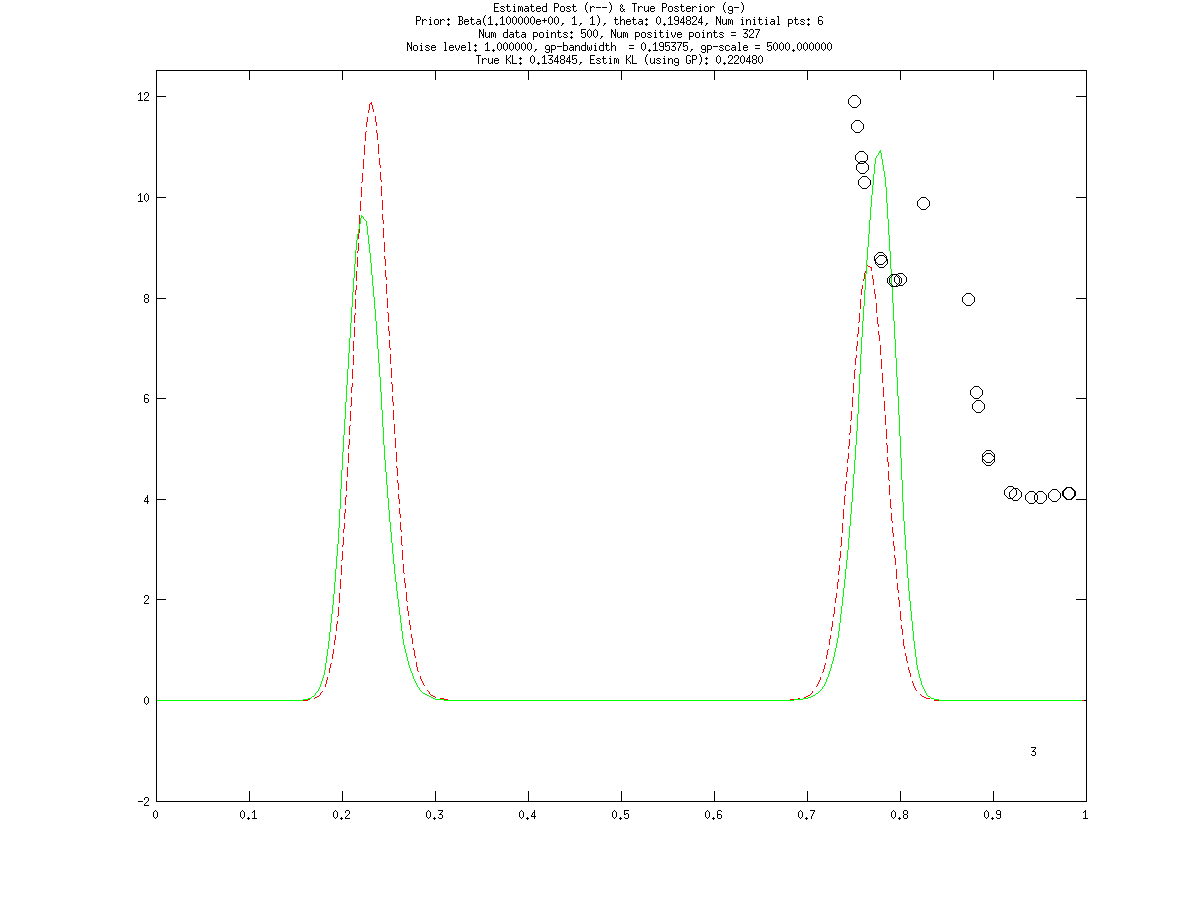 Estimated Post (r--) & True Posterior (g-)
Prior: Beta(1.100000e+00, 1, 1), theta: 0.194824, Num initial pts: 6
Num data points: 500, Num positive points = 327
Noise level: 1.000000, gp-bandwidth  = 0.195375, gp-scale = 5000.000000
True KL: 0.134845, Estim KL (using GP): 0.220480
12
10
8
6
4
2
0
3
-2
0 0.1 0.2 0.3 0.4 0.5 0.6 0.7 0.8 0.9 1